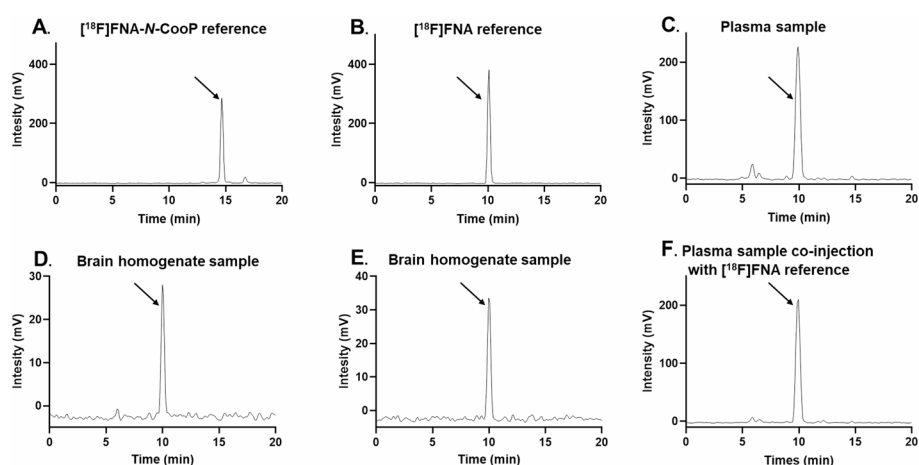 A. [¹⁸F]FNA-N-CooP reference
Intesity (mV)
400
200
0
0 5 10 15 20
Time (min)
B. [¹⁸F]FNA reference
Intesity (mV)
400
200
0
0 5 10 15 20
Time (min)
C. Plasma sample
Intesity (mV)
200
100
0
0 5 10 15 20
Time (min)
D. Brain homogenate sample
Intesity (mV)
30
20
10
0
0 5 10 15 20
Time (min)
E. Brain homogenate sample
Intesity (mV)
40
30
20
10
0
0 5 10 15 20
Time (min)
F. Plasma sample co-injection
with [¹⁸F]FNA reference
Intensity (mV)
200
100
0
0 5 10 15 20
Times (min)